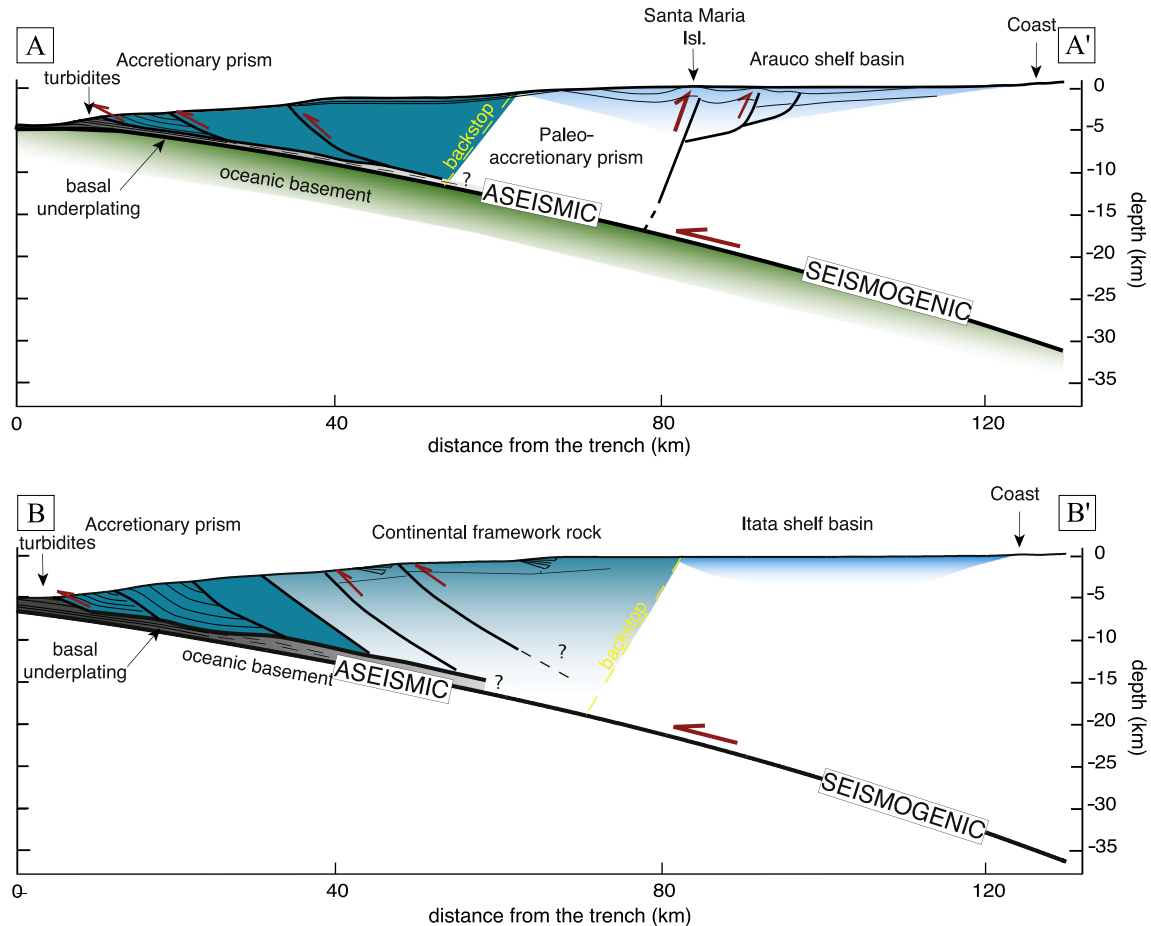 A
Accretionary prism
turbidites
Santa Maria
Isl.
Arauco shelf basin
Coast
A'
backstop
Paleo-
accretionary prism
?
basal
underplating
oceanic basement
ASEISMIC
SEISMOGENIC
0
-5
-10
-15
-20
-25
-30
-35
depth (km)
0
40
80
120
distance from the trench (km)
B
Accretionary prism
turbidites
Continental framework rock
Itata shelf basin
Coast
B'
basal
underplating
oceanic basement
ASEISMIC
?
?
backstop
SEISMOGENIC
0
-5
-10
-15
-20
-25
-30
-35
depth (km)
0
40
80
120
distance from the trench (km)